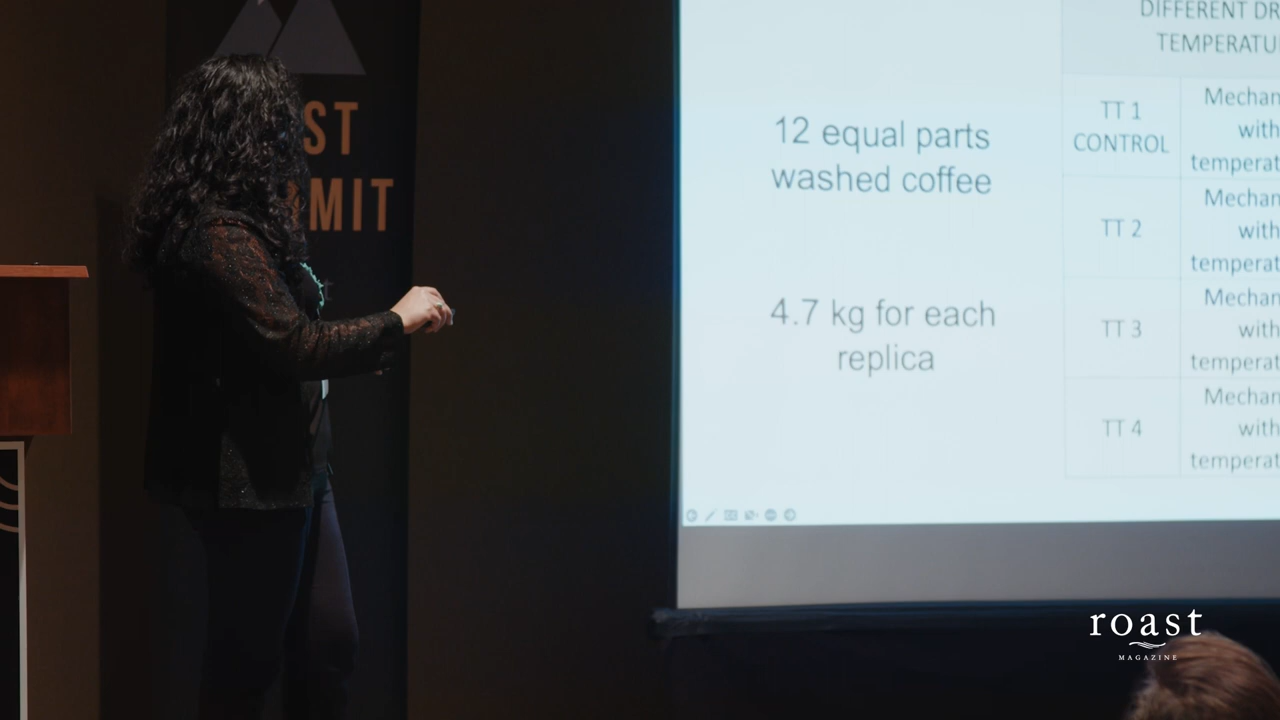 ST
MIT
12 equal parts
washed coffee
4.7 kg for each
replica
DIFFERENT DR
TEMPERATU
TT 1
CONTROL
Mechan
with
temperat
TT 2
Mechan
with
temperat
TT 3
Mechan
with
temperat
TT 4
Mechan
with
temperat
roast
MAGAZINE